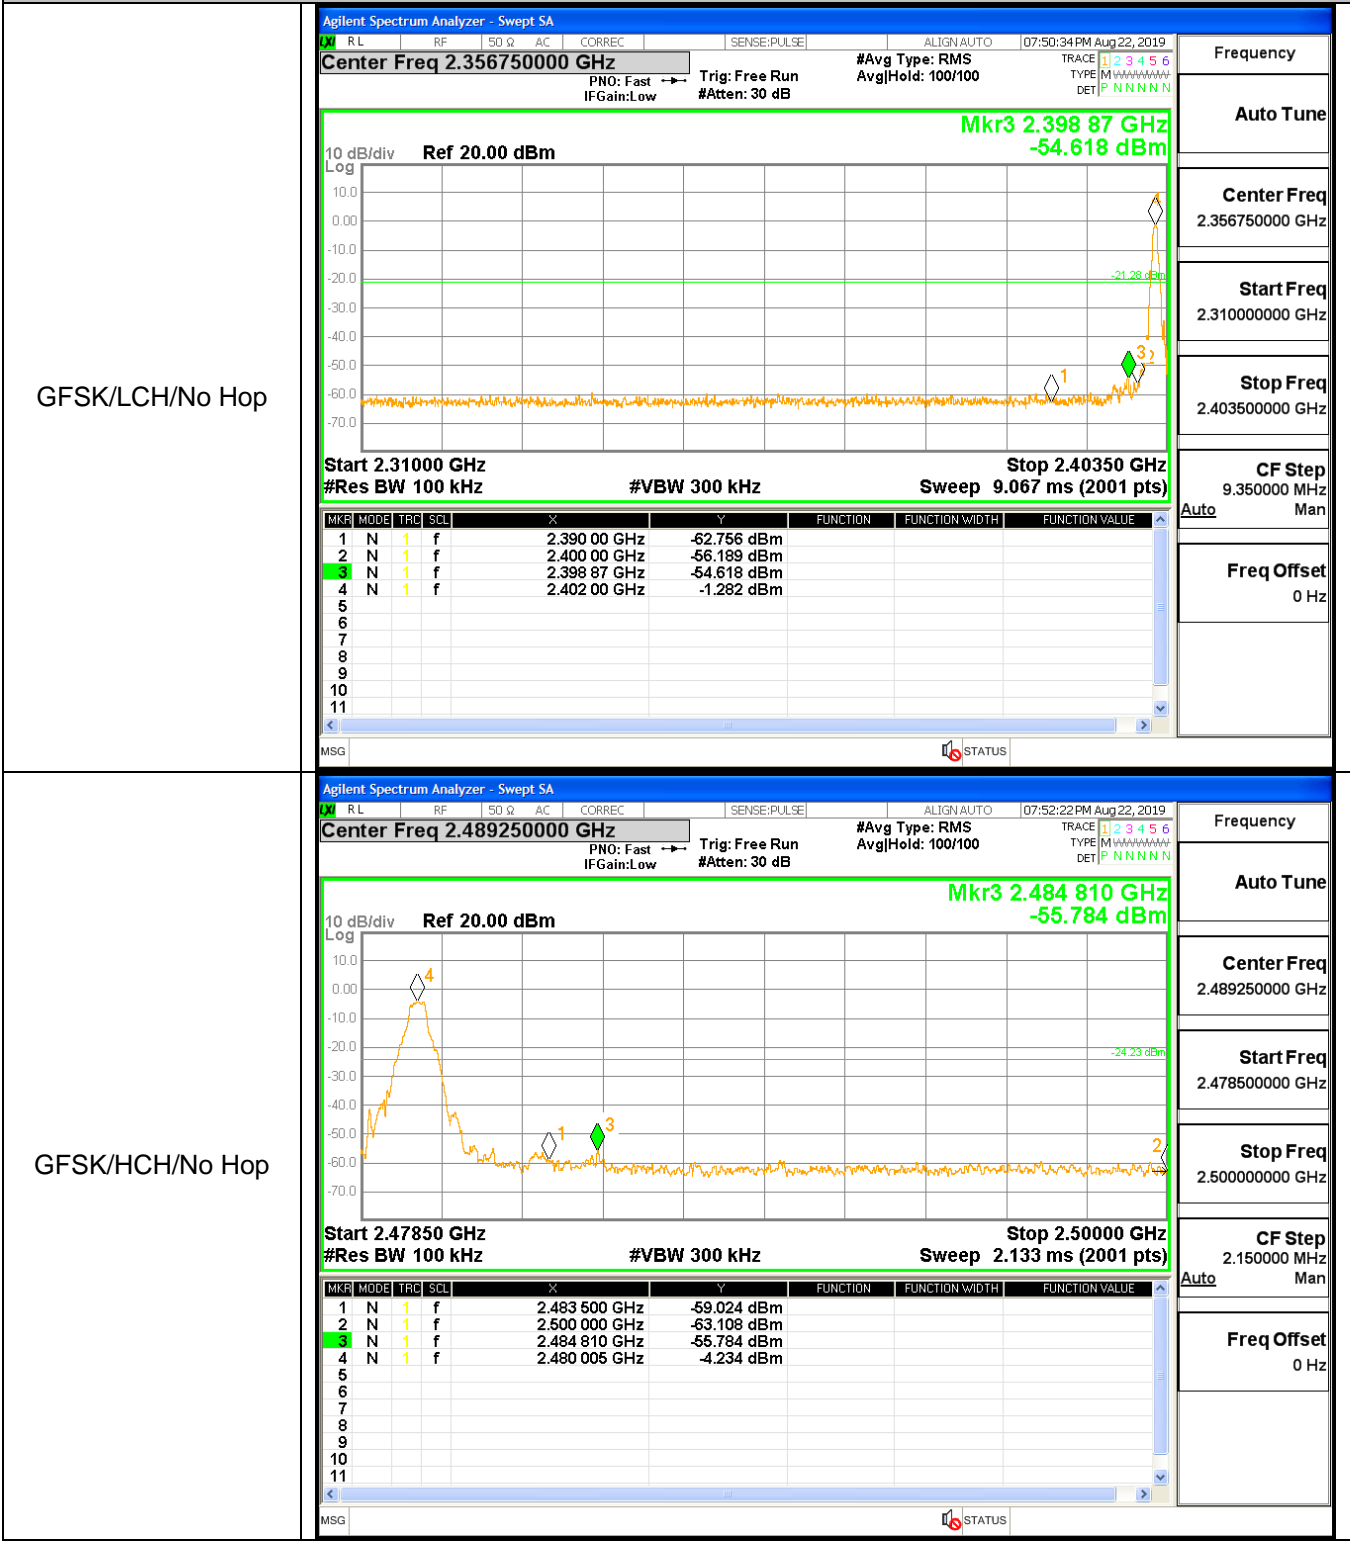 GFSK/LCH/No Hop
Agilent Spectrum Analyzer - Swept SA
LXI RL RF 50 Ω AC CORREC SENSE:PULSE ALIGN AUTO 07:50:34 PM Aug 22, 2019
Center Freq 2.356750000 GHz
PNO: Fast
IFGain:Low
Trig: Free Run
#Atten: 30 dB
#Avg Type: RMS
Avg|Hold: 100/100
TRACE 1 2 3 4 5 6
TYPE M WWWWW
DET P N N N N N
Mkr3 2.398 87 GHz
-54.618 dBm
10 dB/div Ref 20.00 dBm
Log
10.0
0.00
-10.0
-20.0
-30.0
-40.0
-50.0
-60.0
-70.0
-21.28 dBm
1
3
2
4
Start 2.31000 GHz Stop 2.40350 GHz
#Res BW 100 kHz #VBW 300 kHz Sweep 9.067 ms (2001 pts)
MKR MODE TRC SCL X Y FUNCTION FUNCTION WIDTH FUNCTION VALUE
1 N 1 f 2.390 00 GHz -62.756 dBm
2 N 1 f 2.400 00 GHz -56.189 dBm
3 N 1 f 2.398 87 GHz -54.618 dBm
4 N 1 f 2.402 00 GHz -1.282 dBm
5
6
7
8
9
10
11
MSG STATUS
Frequency
Auto Tune
Center Freq
2.356750000 GHz
Start Freq
2.310000000 GHz
Stop Freq
2.403500000 GHz
CF Step
9.350000 MHz
Auto Man
Freq Offset
0 Hz
GFSK/HCH/No Hop
Agilent Spectrum Analyzer - Swept SA
LXI RL RF 50 Ω AC CORREC SENSE:PULSE ALIGN AUTO 07:52:22 PM Aug 22, 2019
Center Freq 2.489250000 GHz
PNO: Fast
IFGain:Low
Trig: Free Run
#Atten: 30 dB
#Avg Type: RMS
Avg|Hold: 100/100
TRACE 1 2 3 4 5 6
TYPE M WWWWW
DET P N N N N N
Mkr3 2.484 810 GHz
-55.784 dBm
10 dB/div Ref 20.00 dBm
Log
10.0
0.00
-10.0
-20.0
-30.0
-40.0
-50.0
-60.0
-70.0
-24.23 dBm
4
1
3
2
Start 2.47850 GHz Stop 2.50000 GHz
#Res BW 100 kHz #VBW 300 kHz Sweep 2.133 ms (2001 pts)
MKR MODE TRC SCL X Y FUNCTION FUNCTION WIDTH FUNCTION VALUE
1 N 1 f 2.483 500 GHz -59.024 dBm
2 N 1 f 2.500 000 GHz -63.108 dBm
3 N 1 f 2.484 810 GHz -55.784 dBm
4 N 1 f 2.480 005 GHz -4.234 dBm
5
6
7
8
9
10
11
MSG STATUS
Frequency
Auto Tune
Center Freq
2.489250000 GHz
Start Freq
2.478500000 GHz
Stop Freq
2.500000000 GHz
CF Step
2.150000 MHz
Auto Man
Freq Offset
0 Hz